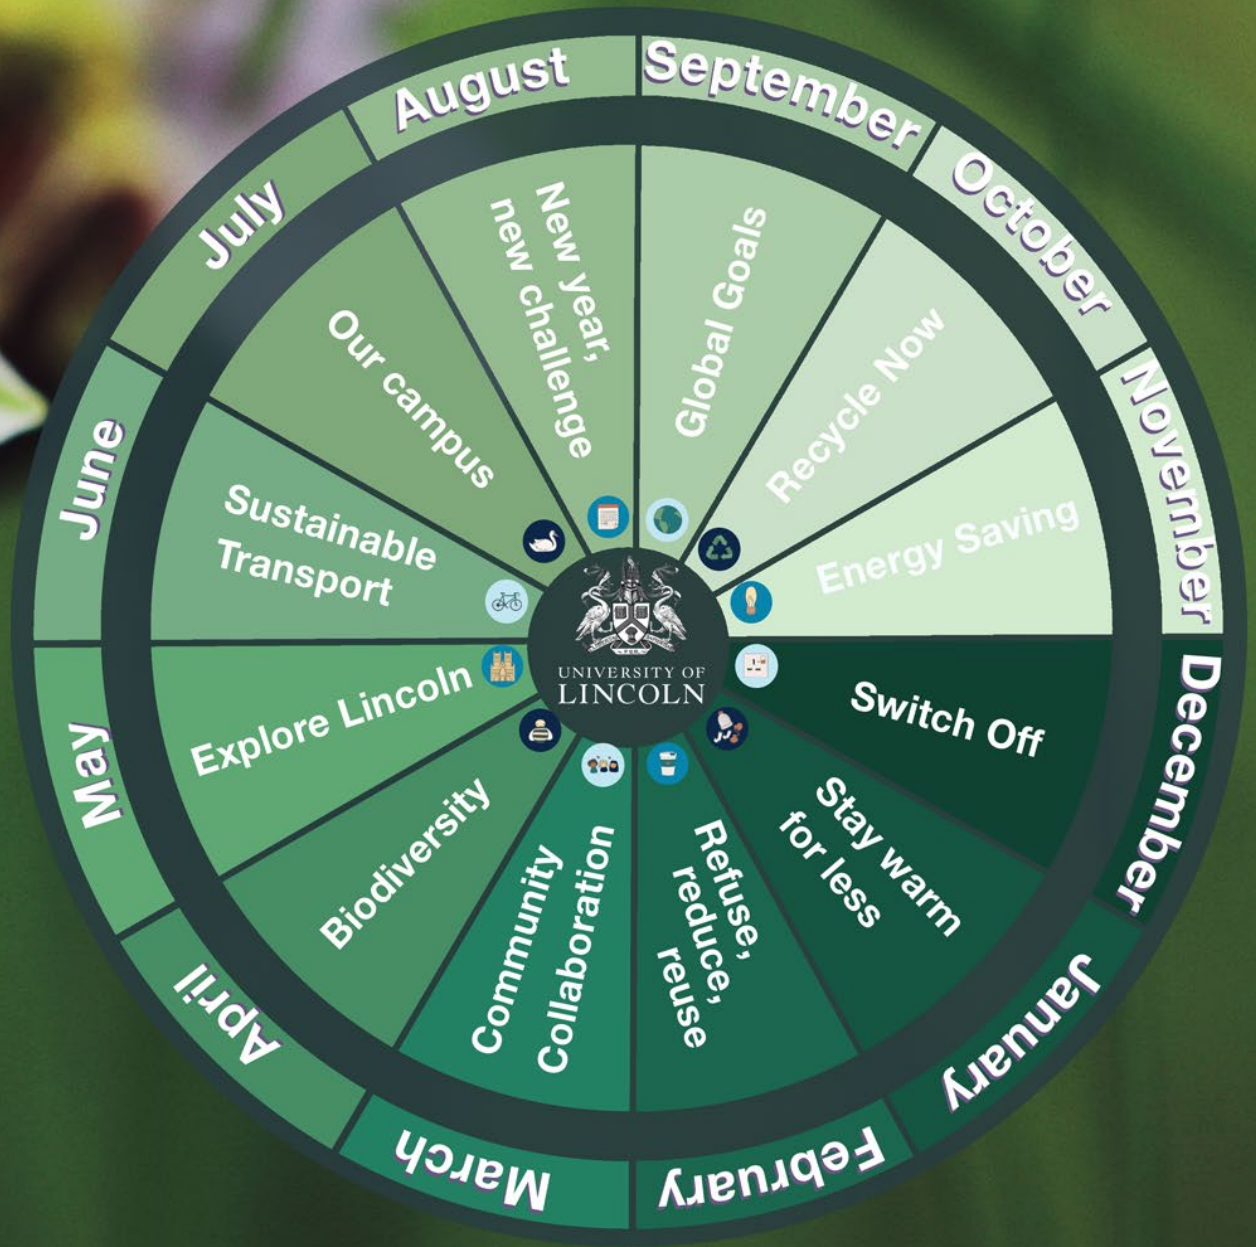 September
October
November
December
January
February
March
April
May
June
July
August
Global Goals
Recycle Now
Energy Saving
Switch Off
Stay warm
for less
Refuse,
reduce,
reuse
Community
Collaboration
Biodiversity
Explore Lincoln
Sustainable
Transport
Our campus
New year,
new challenge
UNIVERSITY OF
LINCOLN